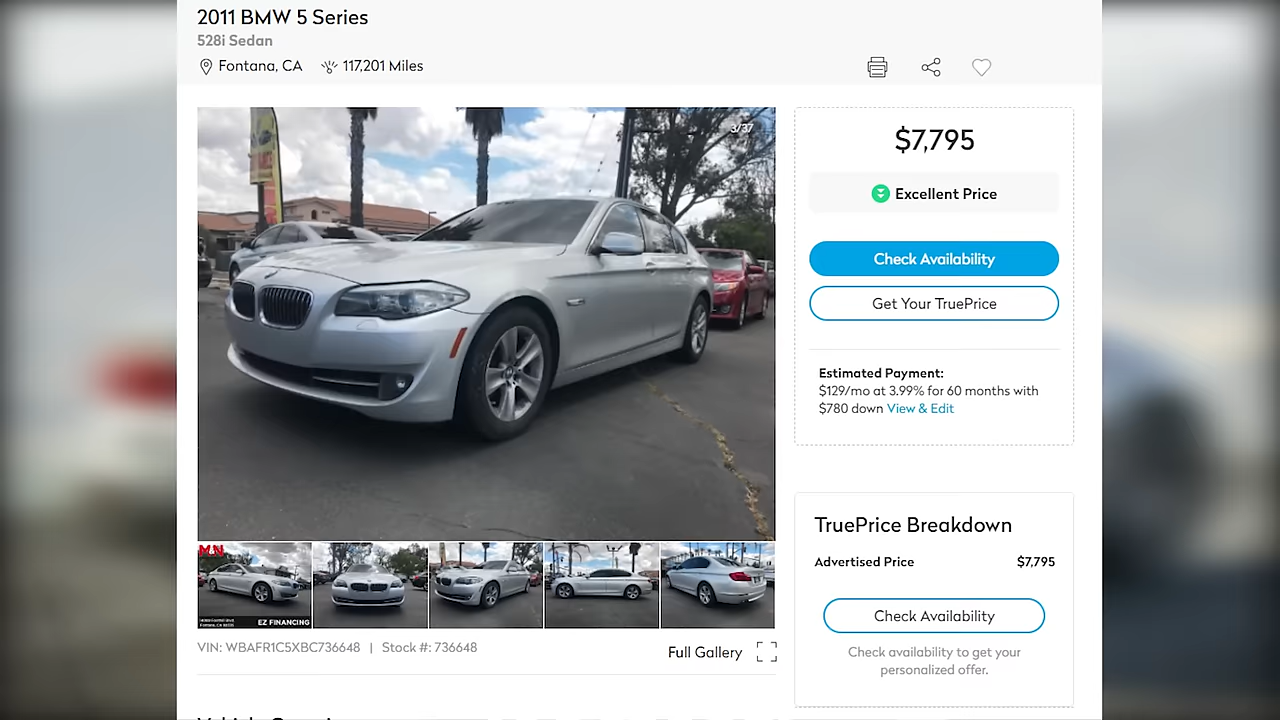 2011 BMW 5 Series
528i Sedan
Fontana, CA 117,201 Miles
3/37
$7,795
Excellent Price
Check Availability
Get Your TruePrice
Estimated Payment:
$129/mo at 3.99% for 60 months with
$780 down View & Edit
TruePrice Breakdown
Advertised Price $7,795
Check Availability
Check availability to get your
personalized offer.
EZ FINANCING
VIN: WBAFR1C5XBC736648 | Stock #: 736648
Full Gallery